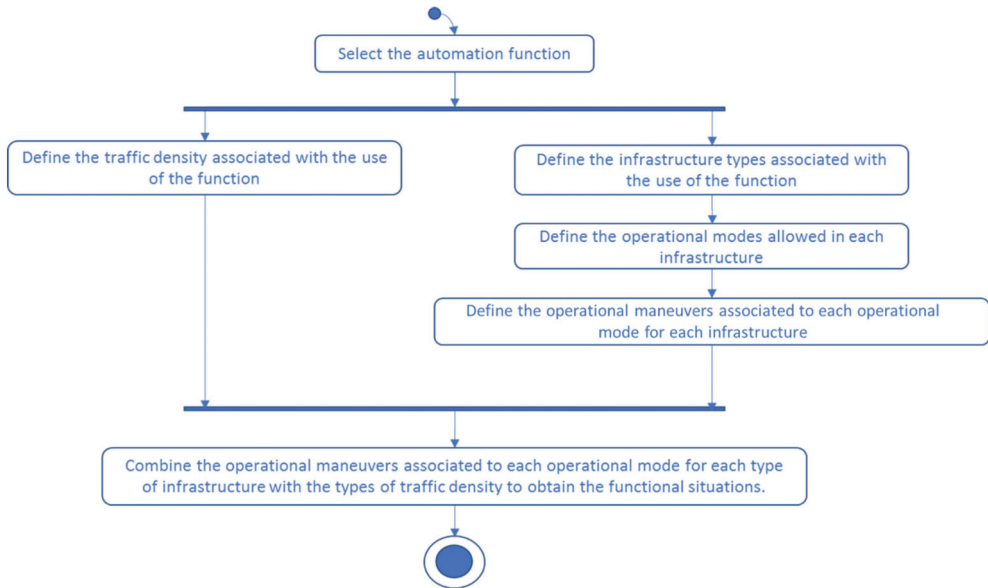 Select the automation function
Define the traffic density associated with the use
of the function
Define the infrastructure types associated with
the use of the function
Define the operational modes allowed in each
infrastructure
Define the operational maneuvers associated to each operational
mode for each infrastructure
Combine the operational maneuvers associated to each operational mode for each type
of infrastructure with the types of traffic density to obtain the functional situations.